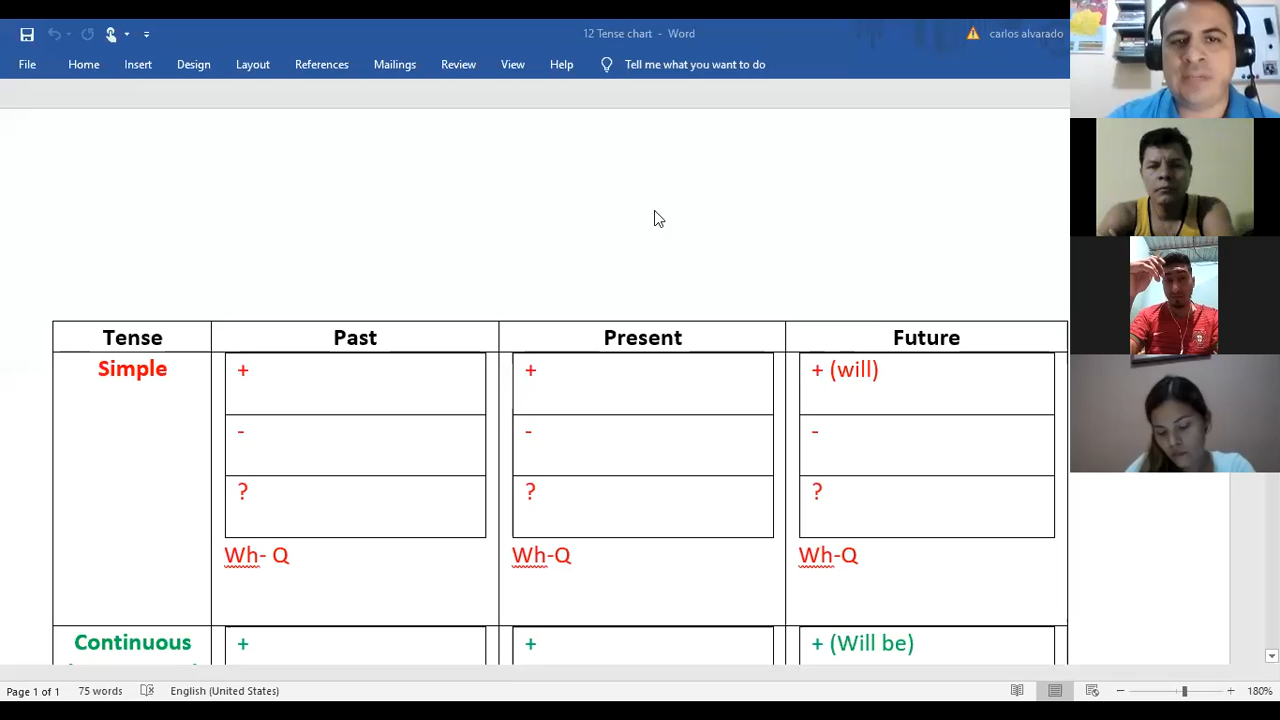 12 Tense chart - Word
carlos alvarado
File Home Insert Design Layout References Mailings Review View Help Tell me what you want to do
Tense Past Present Future
Simple + + + (will)
- - -
? ? ?
Wh- Q Wh-Q Wh-Q
Continuous + + + (Will be)
Page 1 of 1 75 words English (United States) 180%